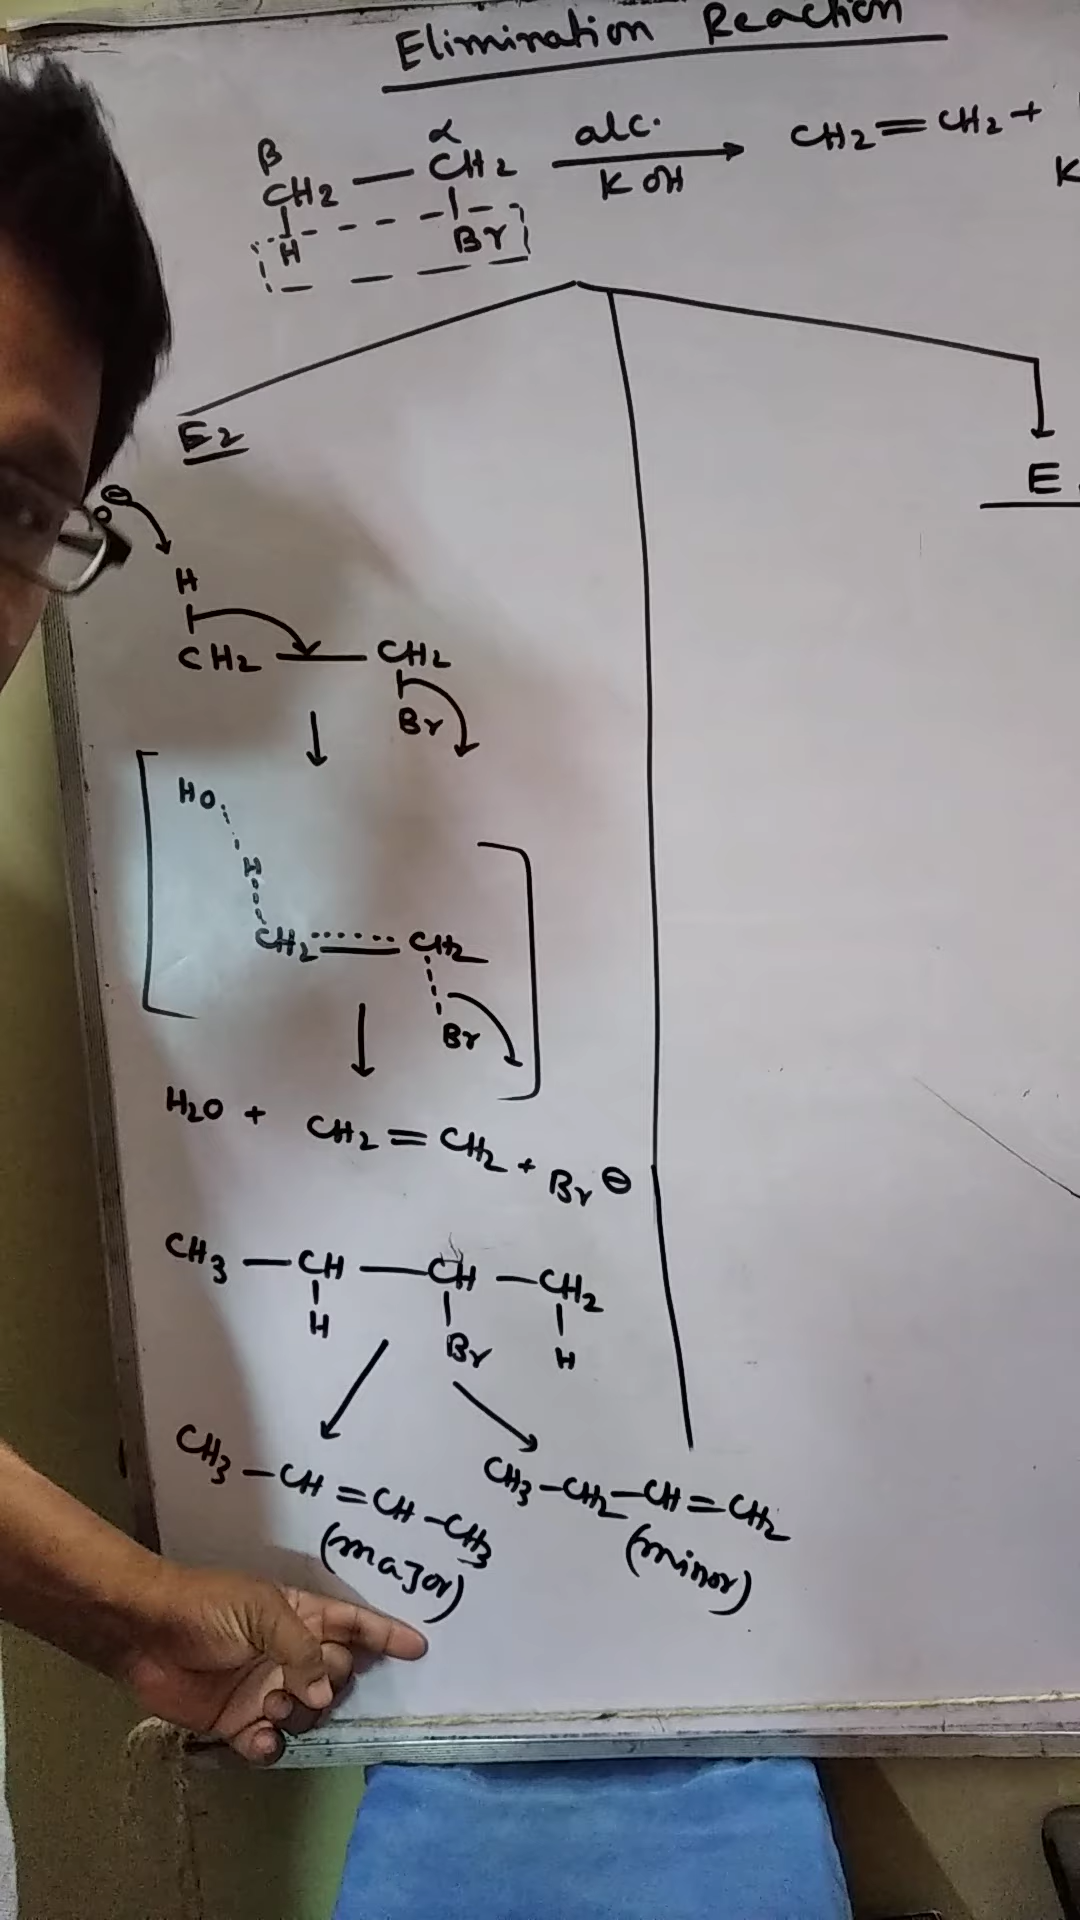 Elimination Reaction
β α
CH2 — CH2 alc. KOH → CH2 = CH2 +
H Br
K
E2
E
⊖
H
CH2 — CH2
Br
HO
H
CH2 = CH2
Br
H2O + CH2 = CH2 + Br ⊖
CH3 — CH — CH — CH2
H Br H
CH3 — CH = CH — CH3 CH3 — CH2 — CH = CH2
(major) (minor)